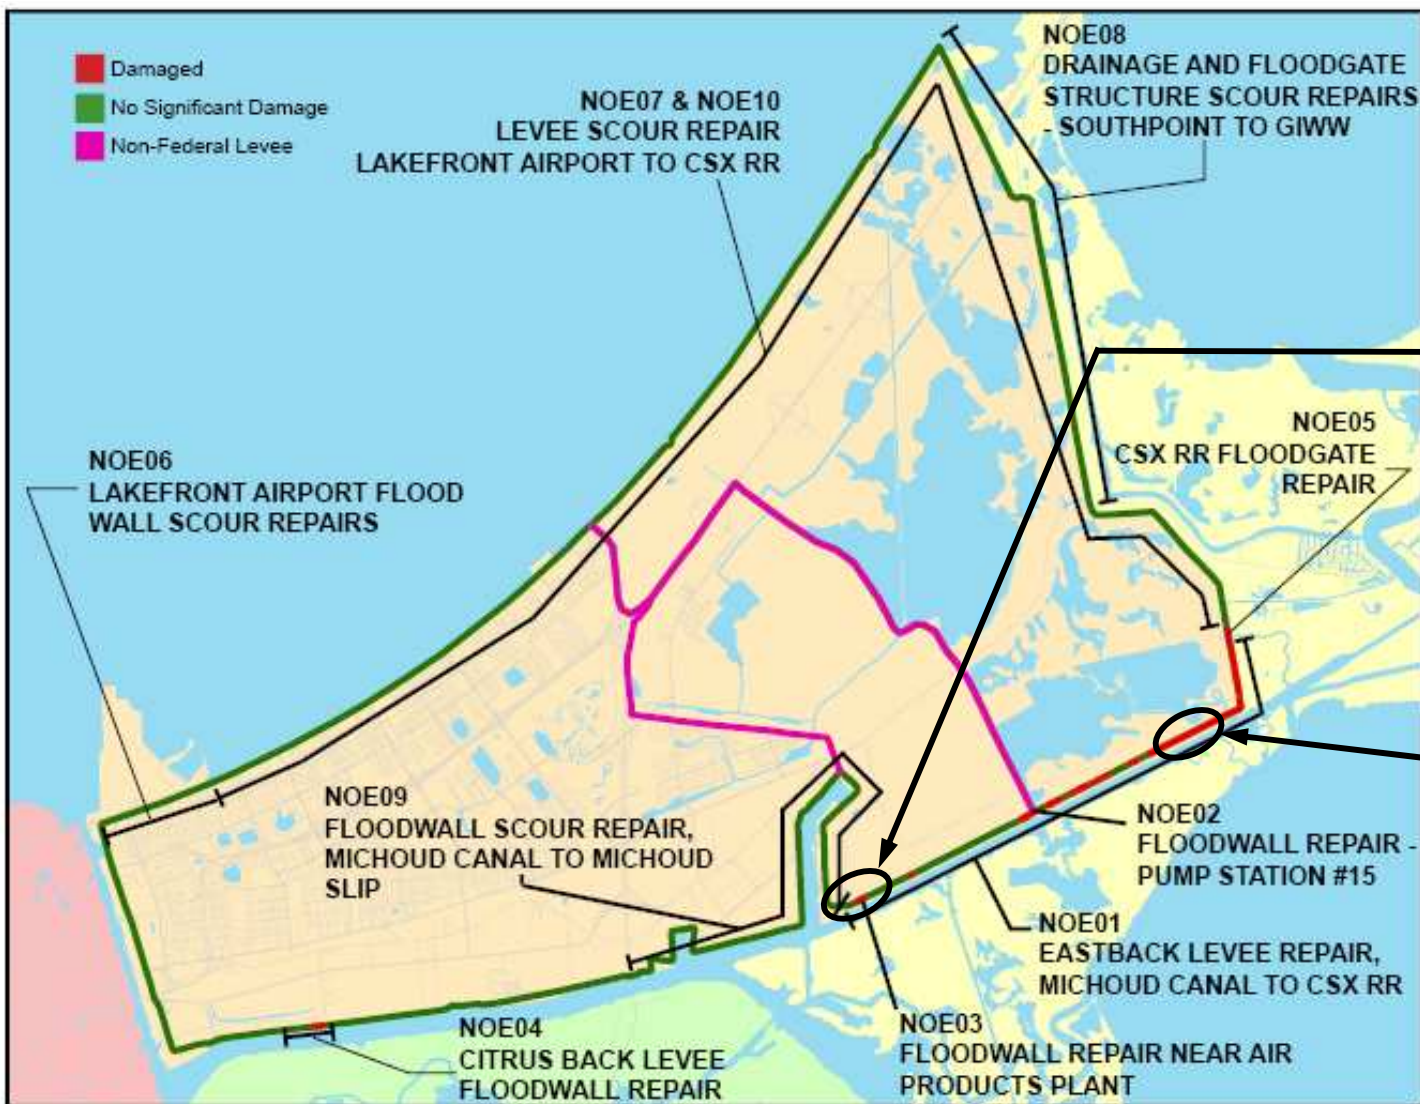 Damaged
No Significant Damage
Non-Federal Levee
NOE07 & NOE10
LEVEE SCOUR REPAIR
LAKEFRONT AIRPORT TO CSX RR
NOE08
DRAINAGE AND FLOODGATE
STRUCTURE SCOUR REPAIRS
- SOUTHPOINT TO GIWW
NOE05
CSX RR FLOODGATE
REPAIR
NOE06
LAKEFRONT AIRPORT FLOOD
WALL SCOUR REPAIRS
NOE09
FLOODWALL SCOUR REPAIR,
MICHOUD CANAL TO MICHOUD
SLIP
NOE02
FLOODWALL REPAIR -
PUMP STATION #15
NOE01
EASTBACK LEVEE REPAIR,
MICHOUD CANAL TO CSX RR
NOE03
FLOODWALL REPAIR NEAR AIR
PRODUCTS PLANT
NOE04
CITRUS BACK LEVEE
FLOODWALL REPAIR